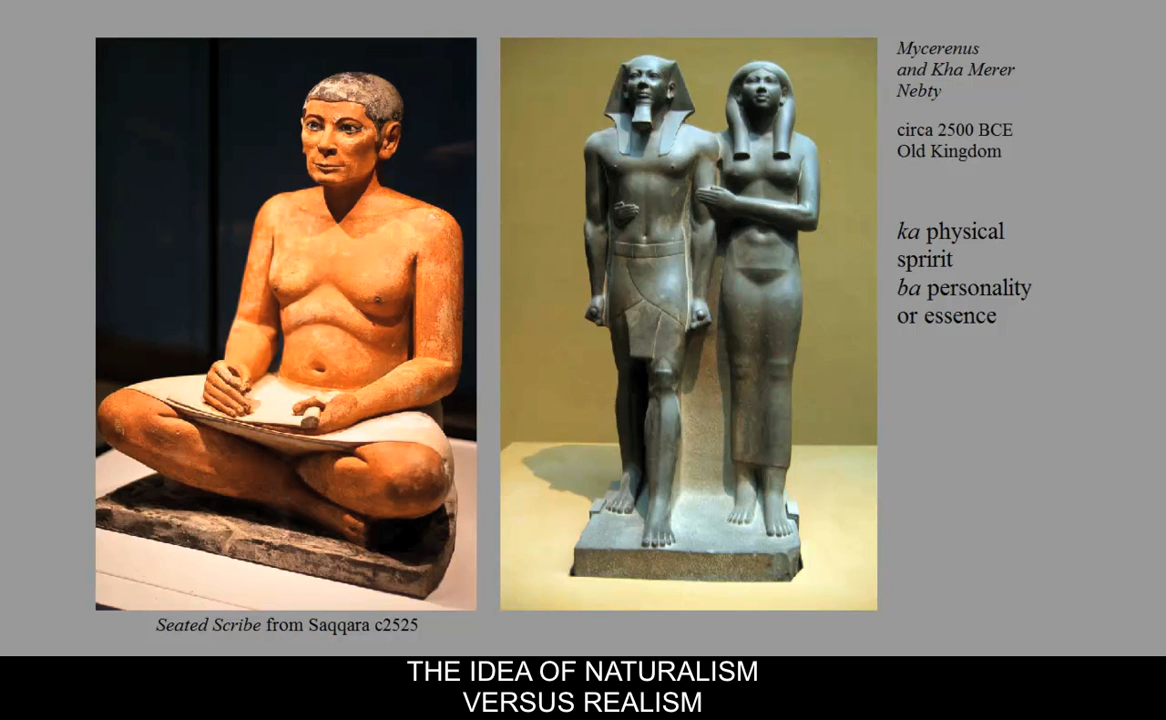 Mycerenus
and Kha Merer
Nebty
circa 2500 BCE
Old Kingdom
ka physical
spririt
ba personality
or essence
Seated Scribe from Saqqara c2525
THE IDEA OF NATURALISM
VERSUS REALISM